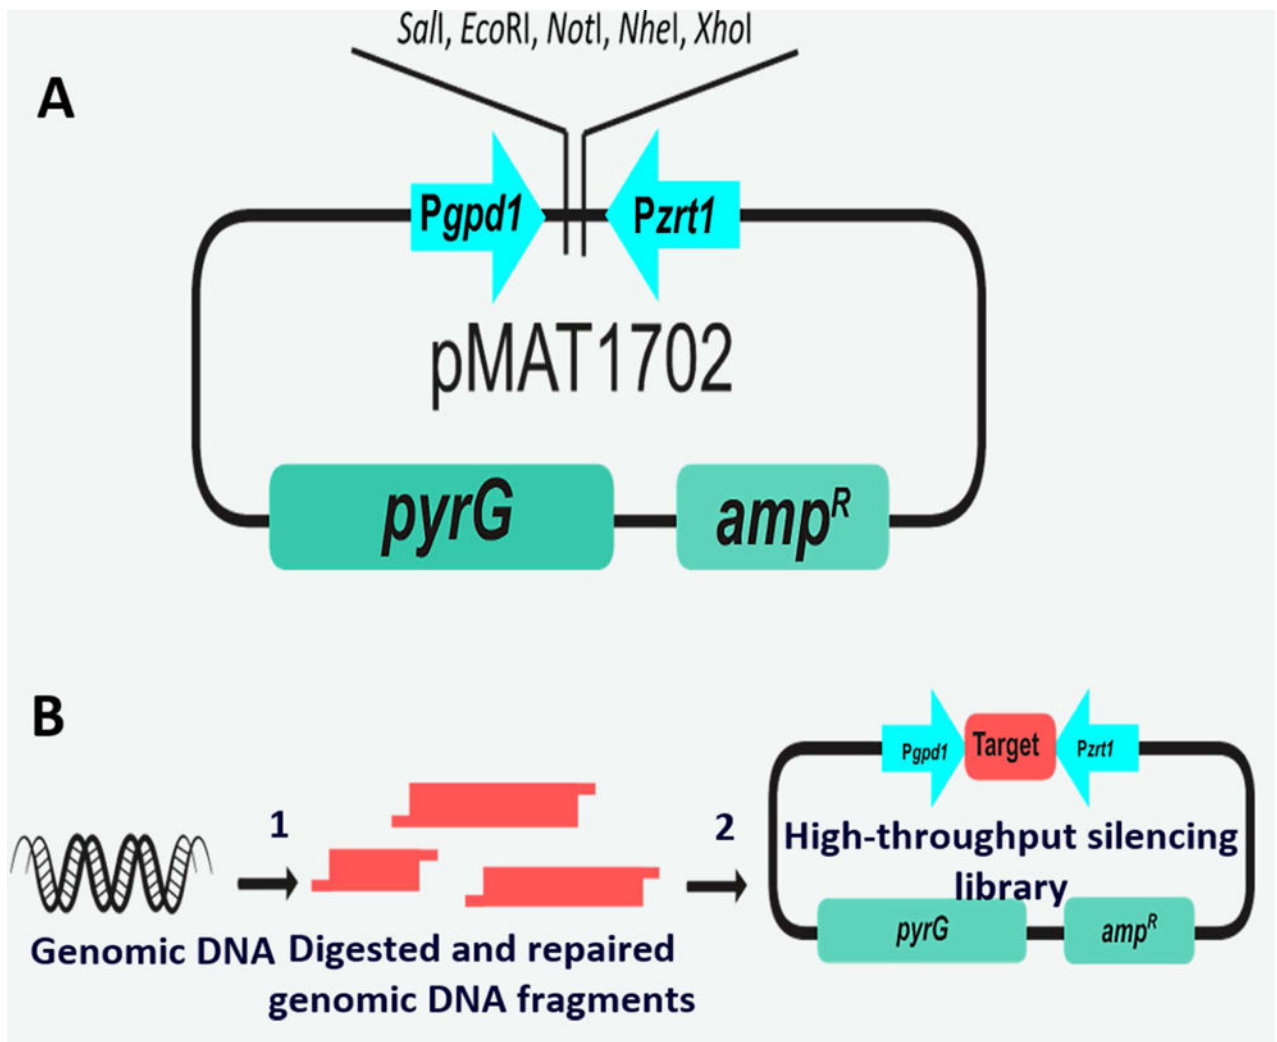 SalI, EcoRI, NotI, NheI, XhoI
A
Pgpd1
Pzrt1
pMAT1702
pyrG
ampR
B
Pgpd1
Target
Pzrt1
1
2
High-throughput silencing
library
pyrG
ampR
Genomic DNA
Digested and repaired
genomic DNA fragments